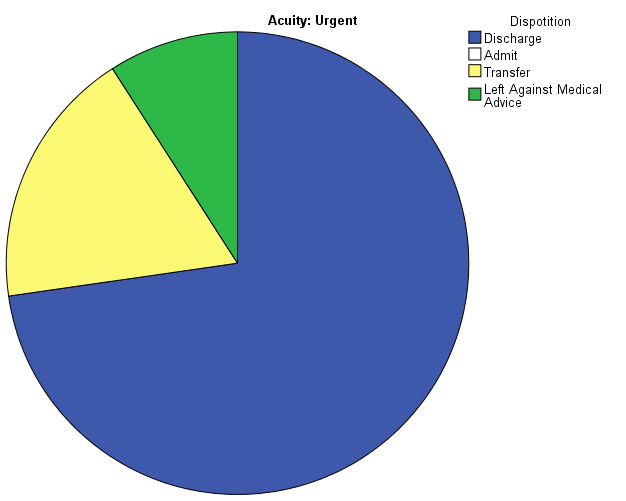 Acuity: Urgent
Dispotition
Discharge
Admit
Transfer
Left Against Medical
Advice